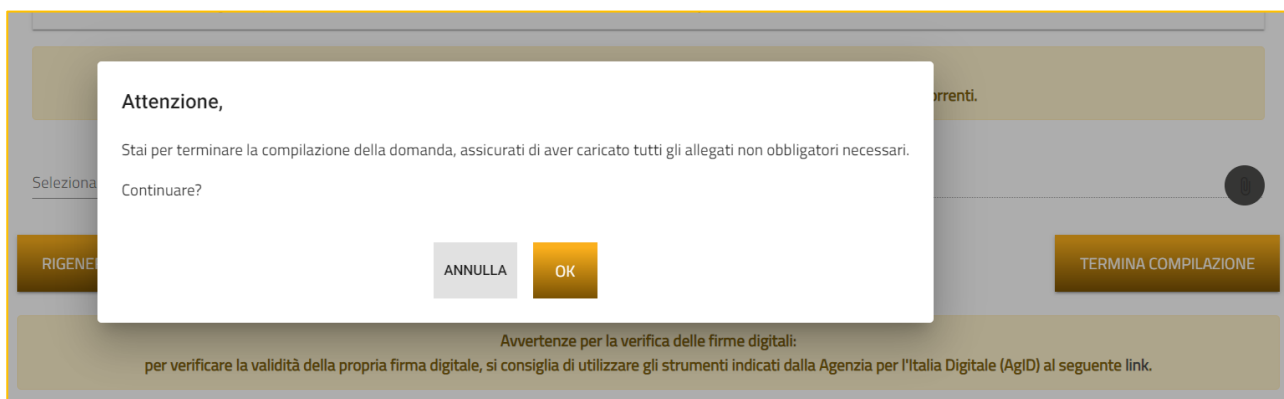 Attenzione,
orrenti.
Stai per terminare la compilazione della domanda, assicurati di aver caricato tutti gli allegati non obbligatori necessari.
Seleziona
Continuare?
RIGENE
ANNULLA
OK
TERMINA COMPILAZIONE
Avvertenze per la verifica delle firme digitali:
per verificare la validità della propria firma digitale, si consiglia di utilizzare gli strumenti indicati dalla Agenzia per l'Italia Digitale (AgID) al seguente link.